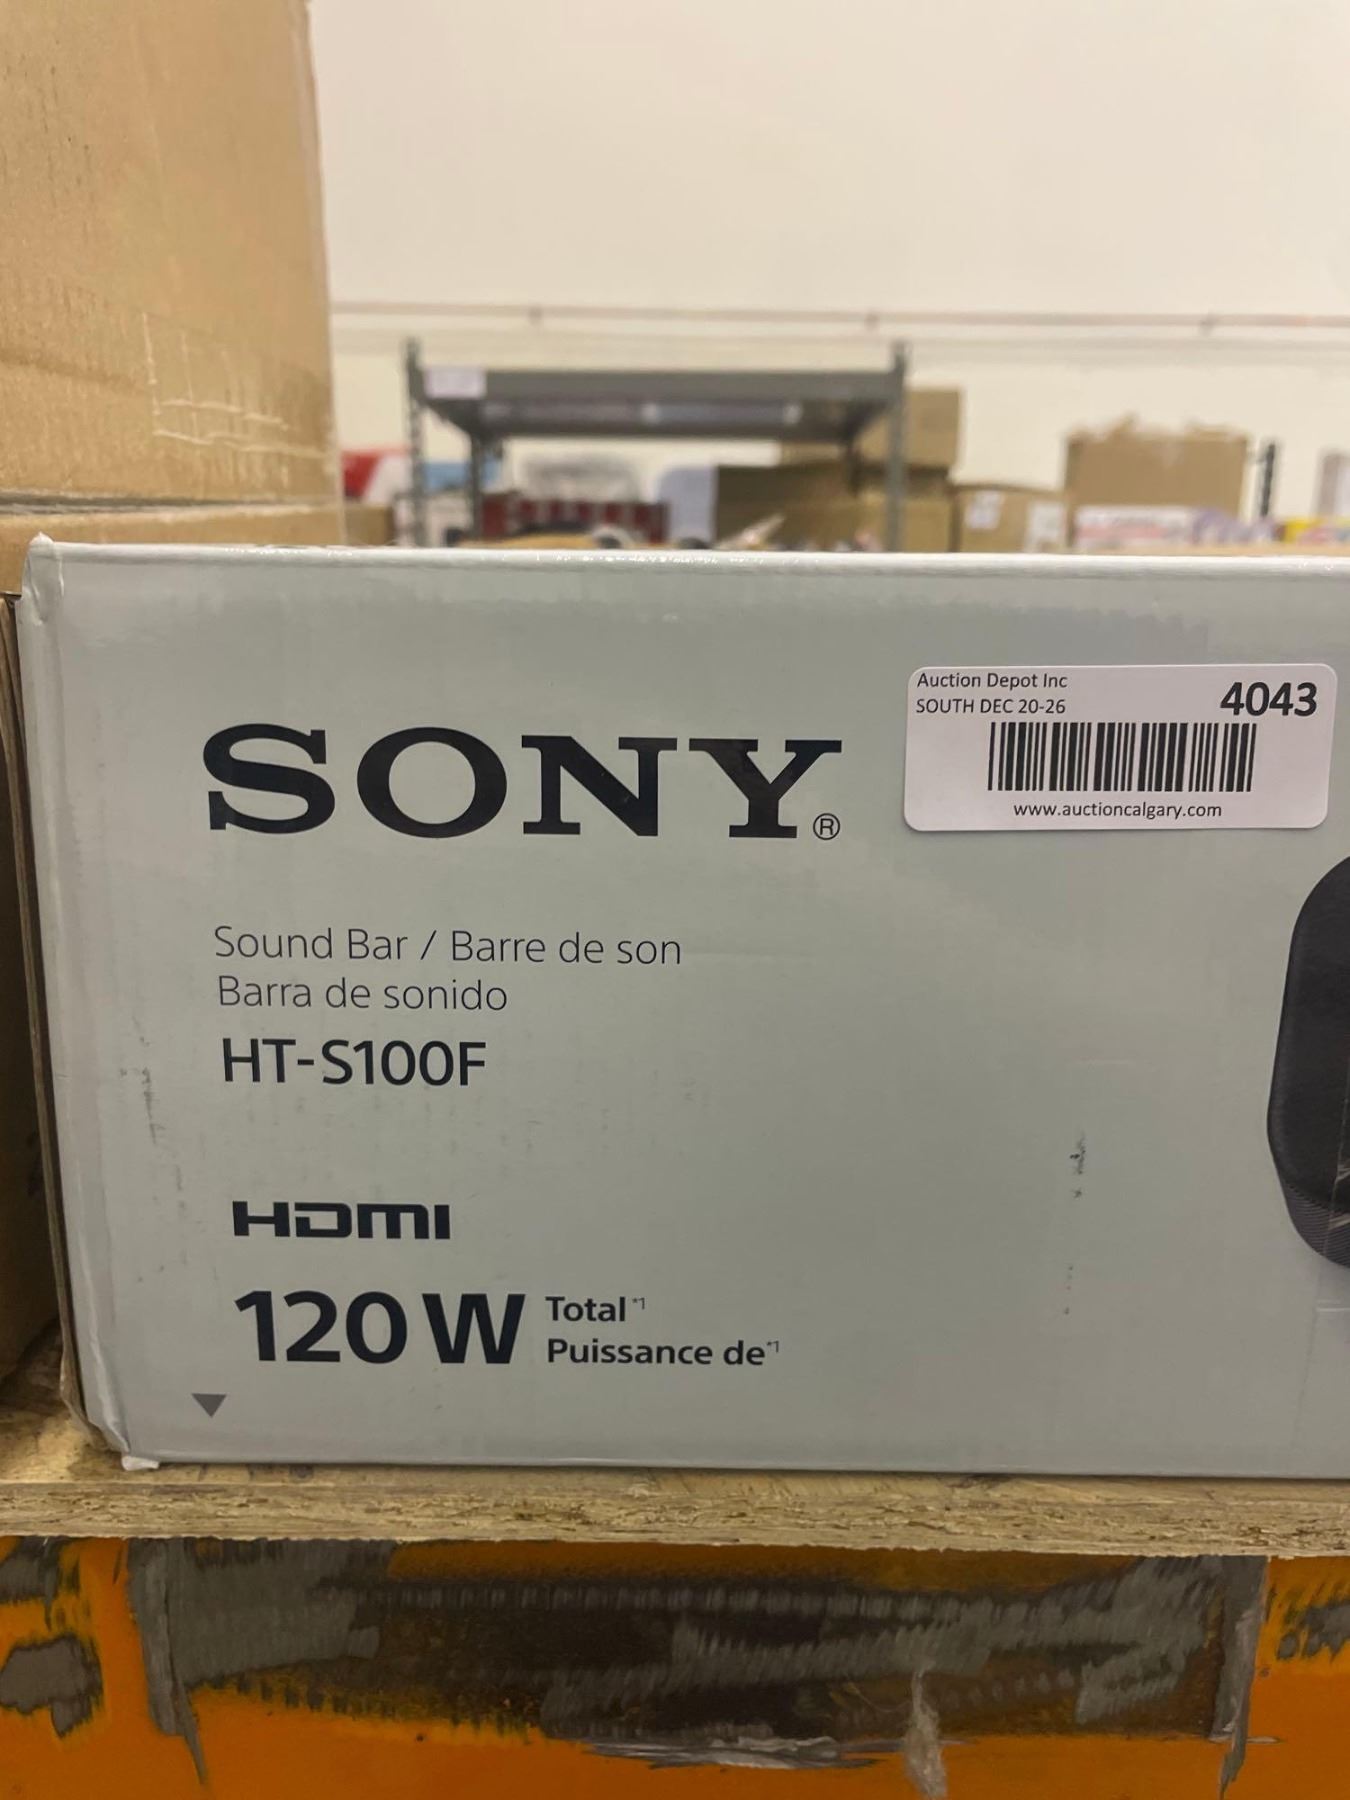 SONY®
Auction Depot Inc
SOUTH DEC 20-26
4043
www.auctioncalgary.com
Sound Bar / Barre de son
Barra de sonido
HT-S100F
HDMI
120 W Total*1
Puissance de*1